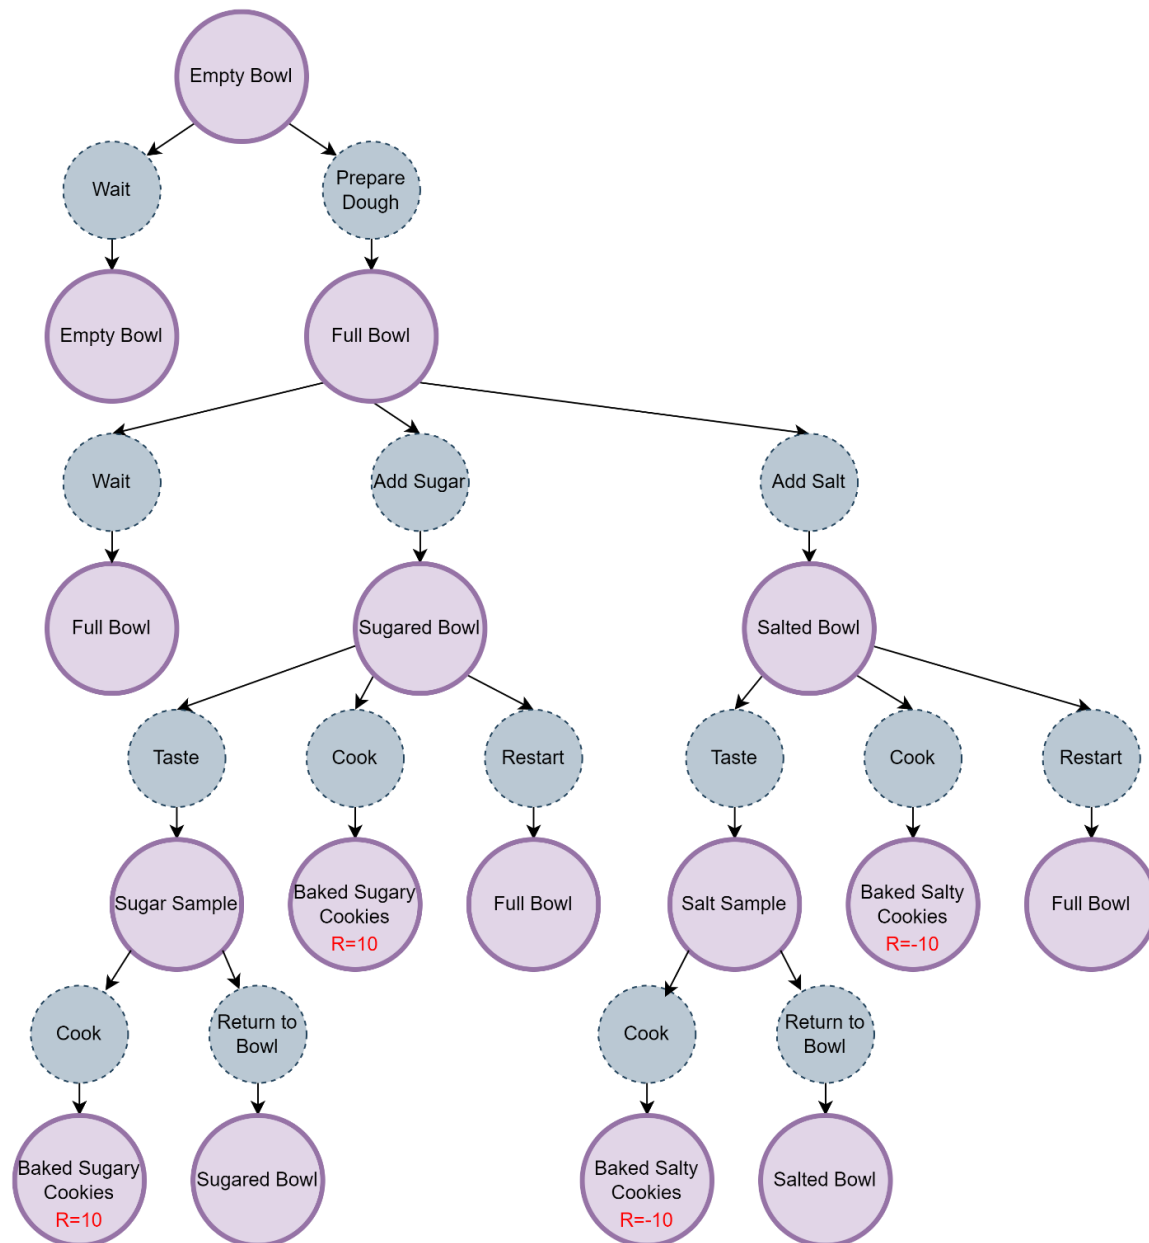 Empty Bowl
Wait
Prepare
Dough
Empty Bowl
Full Bowl
Wait
Add Sugar
Add Salt
Full Bowl
Sugared Bowl
Salted Bowl
Taste
Cook
Restart
Taste
Cook
Restart
Sugar Sample
Baked Sugary
Cookies
R=10
Full Bowl
Salt Sample
Baked Salty
Cookies
R=-10
Full Bowl
Cook
Return to
Bowl
Cook
Return to
Bowl
Baked Sugary
Cookies
R=10
Sugared Bowl
Baked Salty
Cookies
R=-10
Salted Bowl